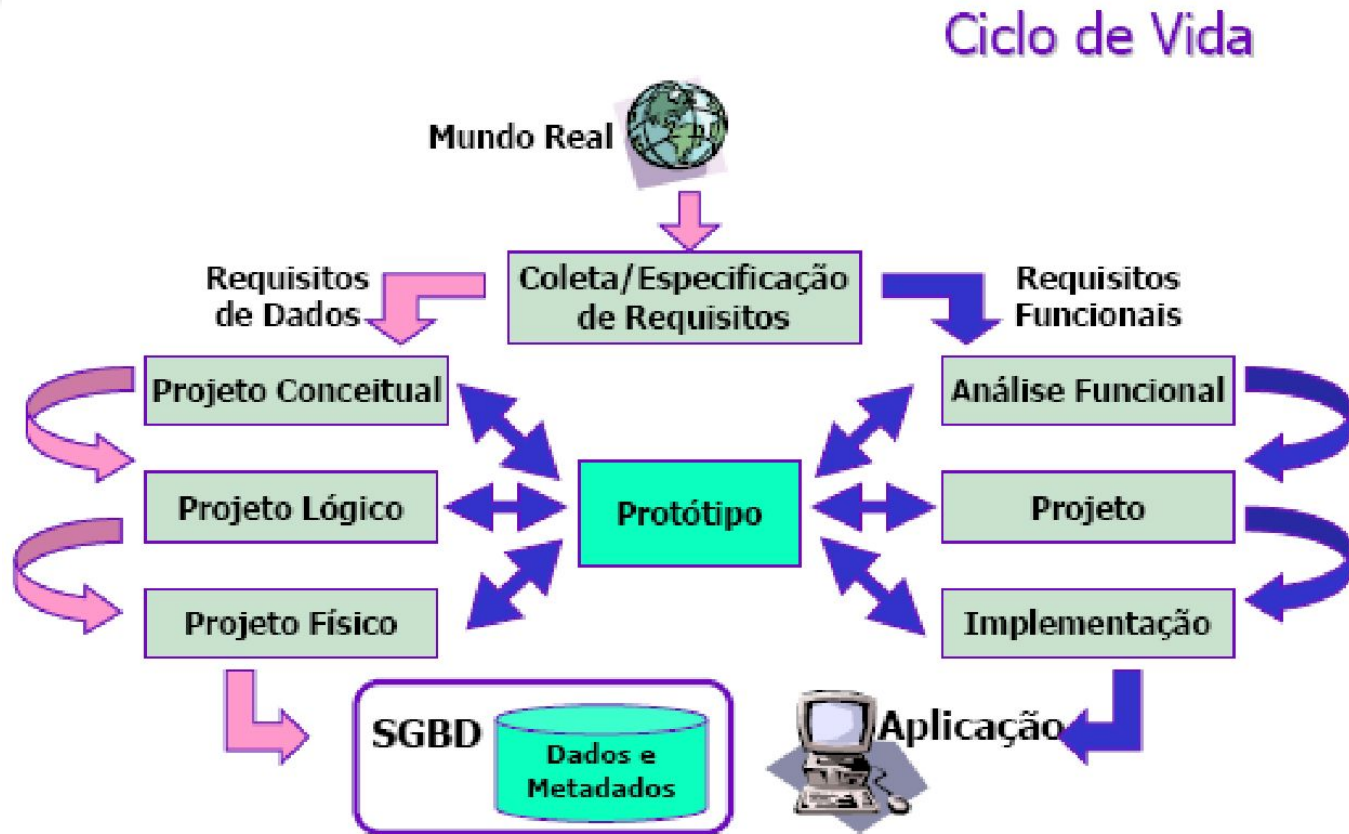 Ciclo de Vida
Mundo Real
Coleta/Especificação
de Requisitos
Requisitos
de Dados
Requisitos
Funcionais
Projeto Conceitual
Análise Funcional
Projeto Lógico
Protótipo
Projeto
Projeto Físico
Implementação
SGBD
Dados e
Metadados
Aplicação